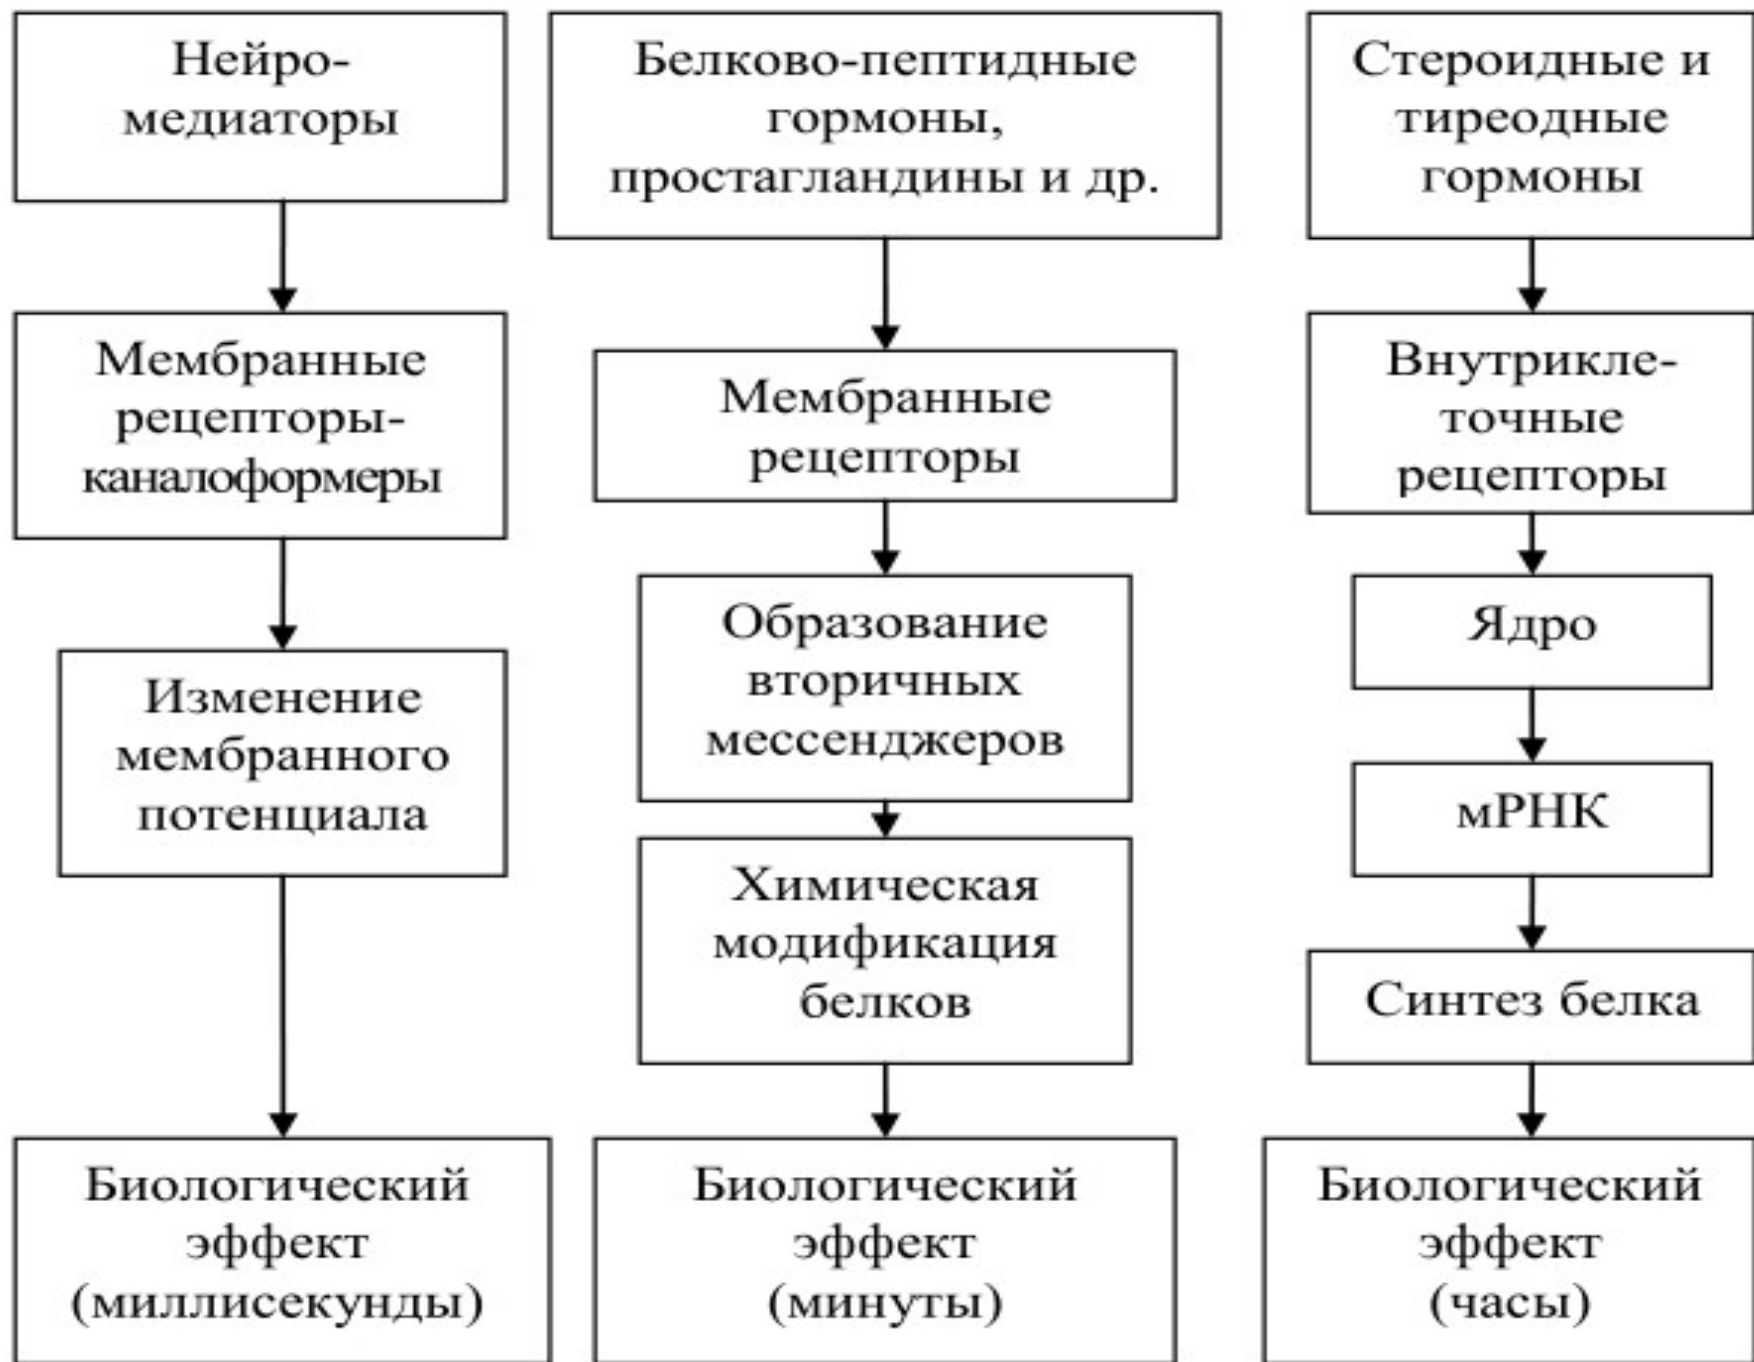 Нейро-
медиаторы
Мембранные
рецепторы-
каналоформеры
Изменение
мембранного
потенциала
Биологический
эффект
(миллисекунды)
Белково-пептидные
гормоны,
простагландины и др.
Мембранные
рецепторы
Образование
вторичных
мессенджеров
Химическая
модификация
белков
Биологический
эффект
(минуты)
Стероидные и
тиреодные
гормоны
Внутрикле-
точные
рецепторы
Ядро
мРНК
Синтез белка
Биологический
эффект
(часы)